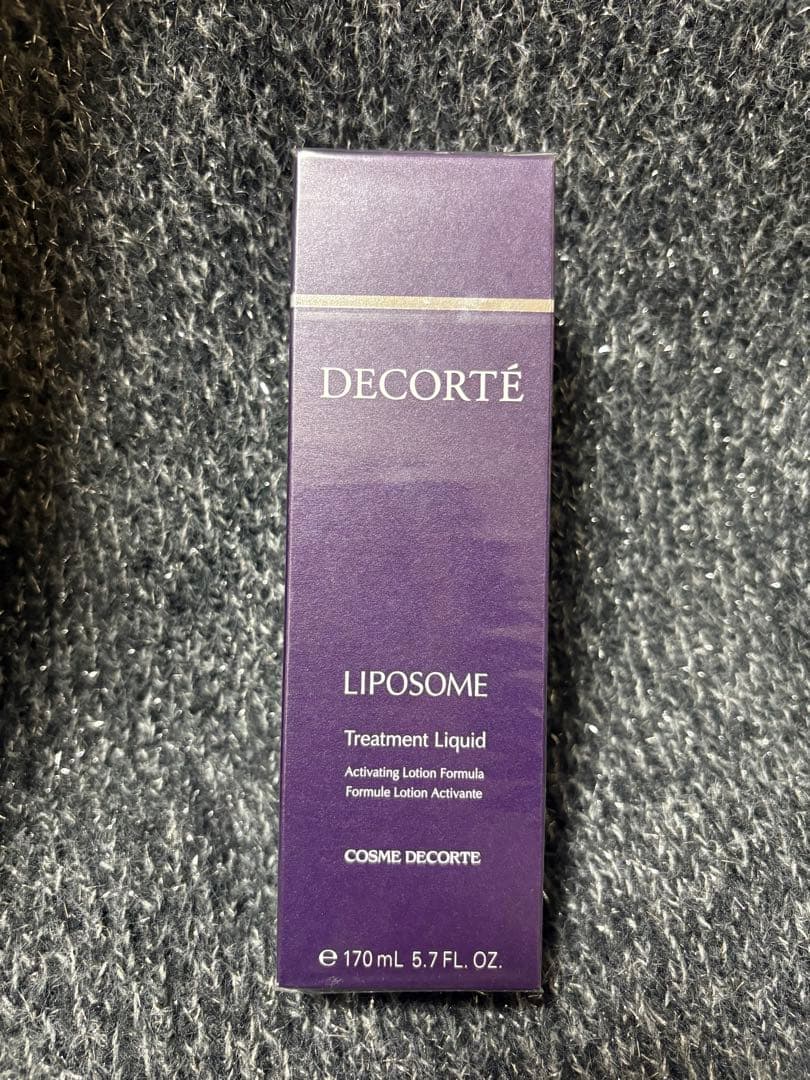 DECORTÉ
LIPOSOME
Treatment Liquid
Activating Lotion Formula
Formule Lotion Activante
COSME DECORTE
℮ 170 mL 5.7 FL. OZ.